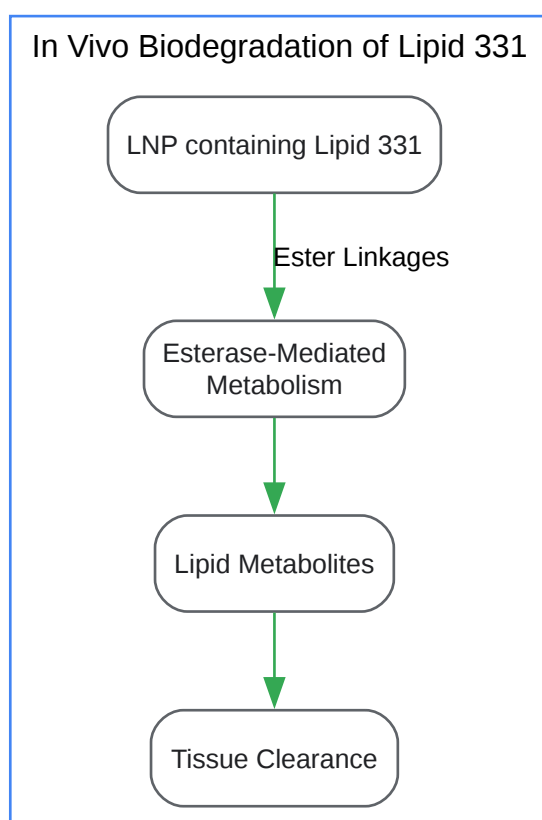 In Vivo Biodegradation of Lipid 331
LNP containing Lipid 331
Ester Linkages
Esterase-Mediated
Metabolism
Lipid Metabolites
Tissue Clearance